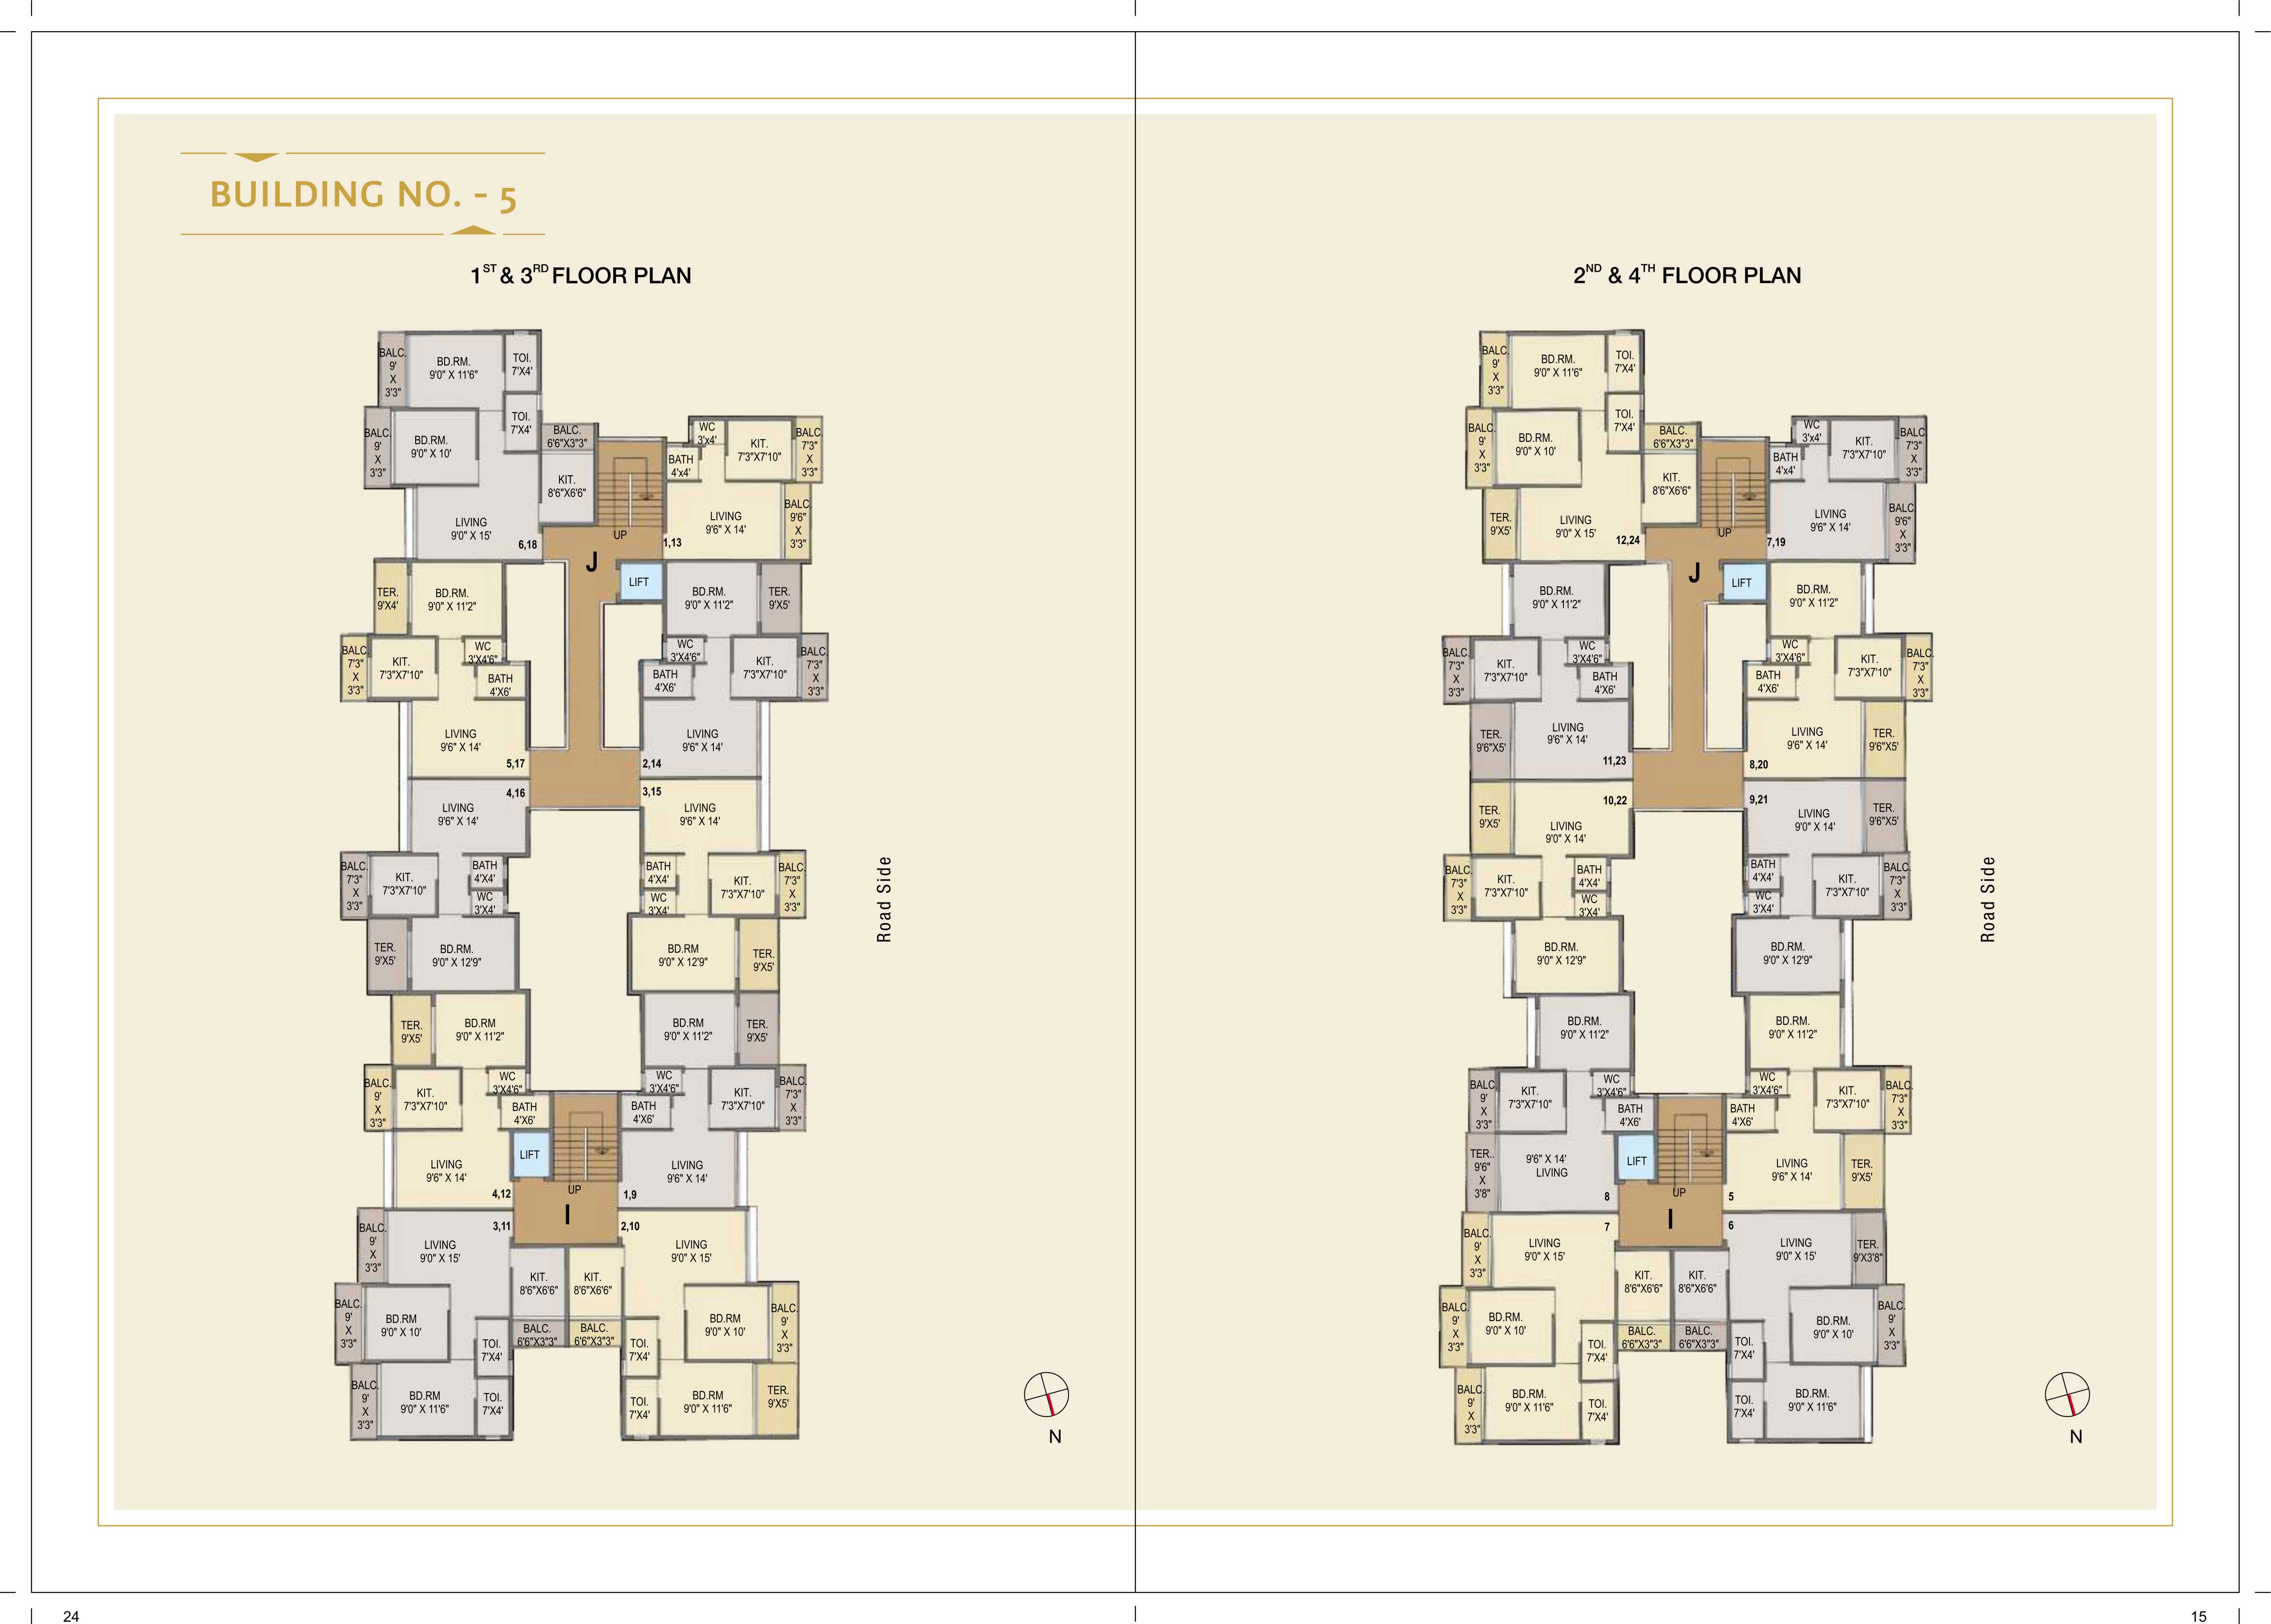 BUILDING NO. - 5
1ST & 3RD FLOOR PLAN
BALC.
9'
X
3'3"
BD.RM.
9'0" X 11'6"
TOI.
7'X4'
BALC.
9'
X
3'3"
BD.RM.
9'0" X 10'
TOI.
7'X4'
BALC.
6'6"X3"3"
KIT.
8'6"X6'6"
LIVING
9'0" X 15'
6,18
UP
J
LIFT
WC
3'x4'
BATH
4'x4'
KIT.
7'3"X7'10"
BALC.
7'3"
X
3'3"
LIVING
9'6" X 14'
BALC.
9'6"
X
3'3"
1,13
TER.
9'X4'
BD.RM.
9'0" X 11'2"
BALC.
7'3"
X
3'3"
KIT.
7'3"X7'10"
WC
3'X4'6"
BATH
4'X6'
LIVING
9'6" X 14'
5,17
BD.RM.
9'0" X 11'2"
TER.
9'X5'
WC
3'X4'6"
BATH
4'X6'
KIT.
7'3"X7'10"
BALC.
7'3"
X
3'3"
LIVING
9'6" X 14'
2,14
4,16
LIVING
9'6" X 14'
BALC.
7'3"
X
3'3"
KIT.
7'3"X7'10"
BATH
4'X4'
WC
3'X4'
TER.
9'X5'
BD.RM.
9'0" X 12'9"
3,15
LIVING
9'6" X 14'
BATH
4'X4'
WC
3'X4'
KIT.
7'3"X7'10"
BALC.
7'3"
X
3'3"
BD.RM
9'0" X 12'9"
TER.
9'X5'
Road Side
TER.
9'X5'
BD.RM
9'0" X 11'2"
BALC.
9'
X
3'3"
KIT.
7'3"X7'10"
WC
3'X4'6"
BATH
4'X6'
LIVING
9'6" X 14'
LIFT
4,12
BD.RM
9'0" X 11'2"
TER.
9'X5'
WC
3'X4'6"
BATH
4'X6'
KIT.
7'3"X7'10"
BALC.
7'3"
X
3'3"
LIVING
9'6" X 14'
1,9
UP
I
3,11
BALC.
9'
X
3'3"
LIVING
9'0" X 15'
KIT.
8'6"X6'6"
BALC.
9'
X
3'3"
BD.RM
9'0" X 10'
TOI.
7'X4'
BALC.
6'6"X3"3"
BALC.
9'
X
3'3"
BD.RM
9'0" X 11'6"
TOI.
7'X4'
2,10
LIVING
9'0" X 15'
KIT.
8'6"X6'6"
BALC.
6'6"X3"3"
TOI.
7'X4'
BD.RM
9'0" X 10'
BALC.
9'
X
3'3"
TOI.
7'X4'
BD.RM
9'0" X 11'6"
TER.
9'X5'
N
24
2ND & 4TH FLOOR PLAN
BALC.
9'
X
3'3"
BD.RM.
9'0" X 11'6"
TOI.
7'X4'
BALC.
9'
X
3'3"
BD.RM.
9'0" X 10'
TOI.
7'X4'
BALC.
6'6"X3"3"
KIT.
8'6"X6'6"
TER.
9'X5'
LIVING
9'0" X 15'
12,24
UP
J
LIFT
WC
3'x4'
BATH
4'x4'
KIT.
7'3"X7'10"
BALC.
7'3"
X
3'3"
LIVING
9'6" X 14'
BALC.
9'6"
X
3'3"
7,19
BD.RM.
9'0" X 11'2"
BALC.
7'3"
X
3'3"
KIT.
7'3"X7'10"
WC
3'X4'6"
BATH
4'X6'
TER.
9'6"X5'
LIVING
9'6" X 14'
11,23
BD.RM.
9'0" X 11'2"
WC
3'X4'6"
BATH
4'X6'
KIT.
7'3"X7'10"
BALC.
7'3"
X
3'3"
LIVING
9'6" X 14'
TER.
9'6"X5'
8,20
10,22
TER.
9'X5'
LIVING
9'0" X 14'
BALC.
7'3"
X
3'3"
KIT.
7'3"X7'10"
BATH
4'X4'
WC
3'X4'
BD.RM.
9'0" X 12'9"
9,21
LIVING
9'0" X 14'
TER.
9'6"X5'
BATH
4'X4'
WC
3'X4'
KIT.
7'3"X7'10"
BALC.
7'3"
X
3'3"
BD.RM.
9'0" X 12'9"
Road Side
BD.RM.
9'0" X 11'2"
BALC.
9'
X
3'3"
KIT.
7'3"X7'10"
WC
3'X4'6"
BATH
4'X6'
TER..
9'6"
X
3'8"
9'6" X 14'
LIVING
LIFT
8
BD.RM.
9'0" X 11'2"
WC
3'X4'6"
BATH
4'X6'
KIT.
7'3"X7'10"
BALC.
7'3"
X
3'3"
LIVING
9'6" X 14'
TER.
9'X5'
5
UP
I
7
BALC.
9'
X
3'3"
LIVING
9'0" X 15'
KIT.
8'6"X6'6"
BALC.
9'
X
3'3"
BD.RM.
9'0" X 10'
TOI.
7'X4'
BALC.
6'6"X3"3"
BALC.
9'
X
3'3"
BD.RM.
9'0" X 11'6"
TOI.
7'X4'
6
LIVING
9'0" X 15'
TER.
9'X3'8"
KIT.
8'6"X6'6"
BALC.
6'6"X3"3"
TOI.
7'X4'
BD.RM.
9'0" X 10'
BALC.
9'
X
3'3"
TOI.
7'X4'
BD.RM.
9'0" X 11'6"
N
15